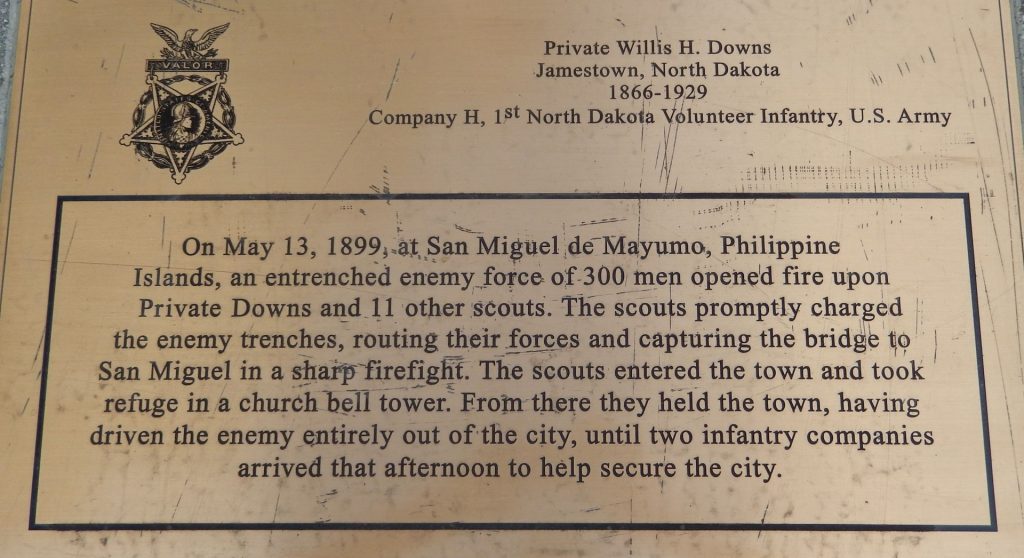 VALOR
Private Willis H. Downs
Jamestown, North Dakota
1866-1929
Company H, 1st North Dakota Volunteer Infantry, U.S. Army
On May 13, 1899, at San Miguel de Mayumo, Philippine
Islands, an entrenched enemy force of 300 men opened fire upon
Private Downs and 11 other scouts. The scouts promptly charged
the enemy trenches, routing their forces and capturing the bridge to
San Miguel in a sharp firefight. The scouts entered the town and took
refuge in a church bell tower. From there they held the town, having
driven the enemy entirely out of the city, until two infantry companies
arrived that afternoon to help secure the city.